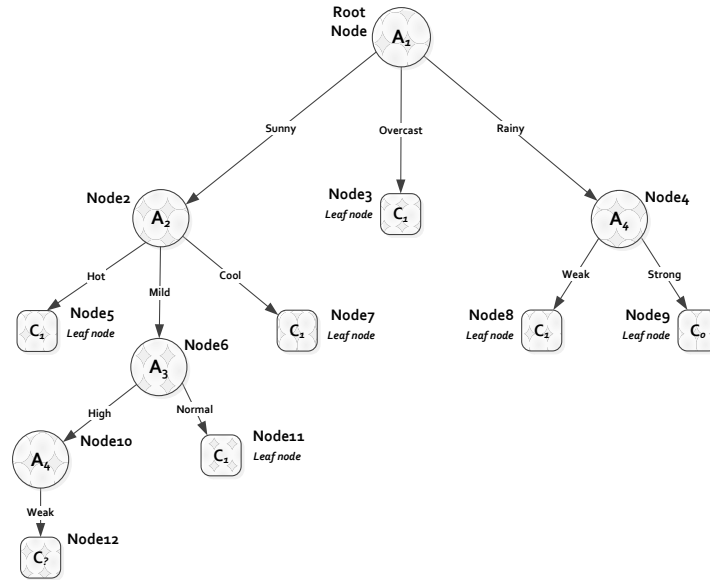 Root
Node
A1
Sunny
Overcast
Rainy
Node2
A2
Node3
Leaf node
C1
Node4
A4
Hot
Mild
Cool
Weak
Strong
Node5
Leaf node
C1
Node7
Leaf node
C1
Node8
Leaf node
C1
Node9
Leaf node
C0
Node6
A3
High
Normal
Node10
A4
Node11
Leaf node
C1
Weak
Node12
C?